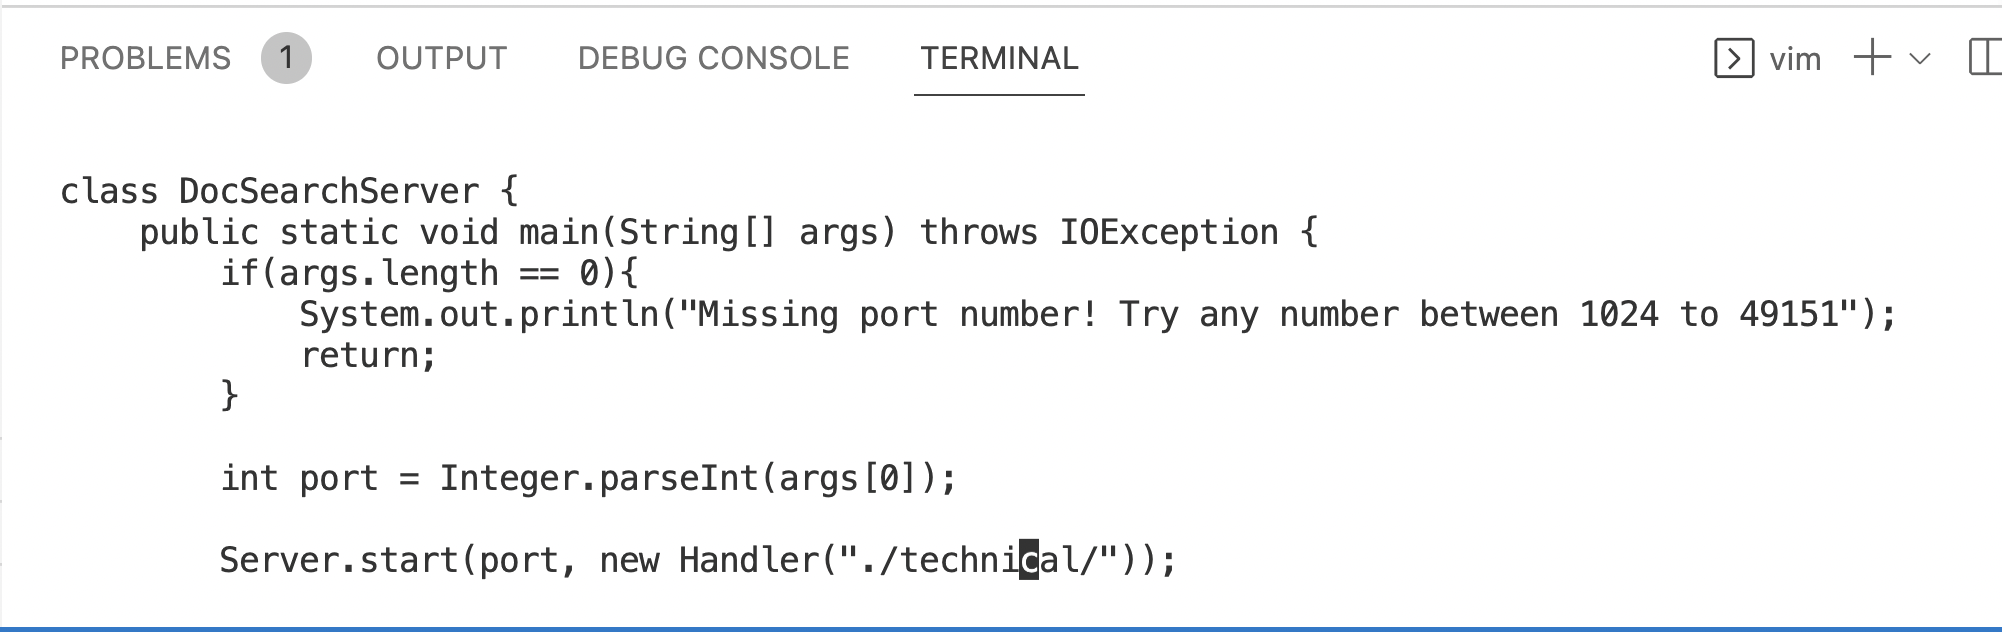 PROBLEMS 1 OUTPUT DEBUG CONSOLE TERMINAL vim
class DocSearchServer {
    public static void main(String[] args) throws IOException {
        if(args.length == 0){
            System.out.println("Missing port number! Try any number between 1024 to 49151");
            return;
        }
        int port = Integer.parseInt(args[0]);
        Server.start(port, new Handler("./technical/"));